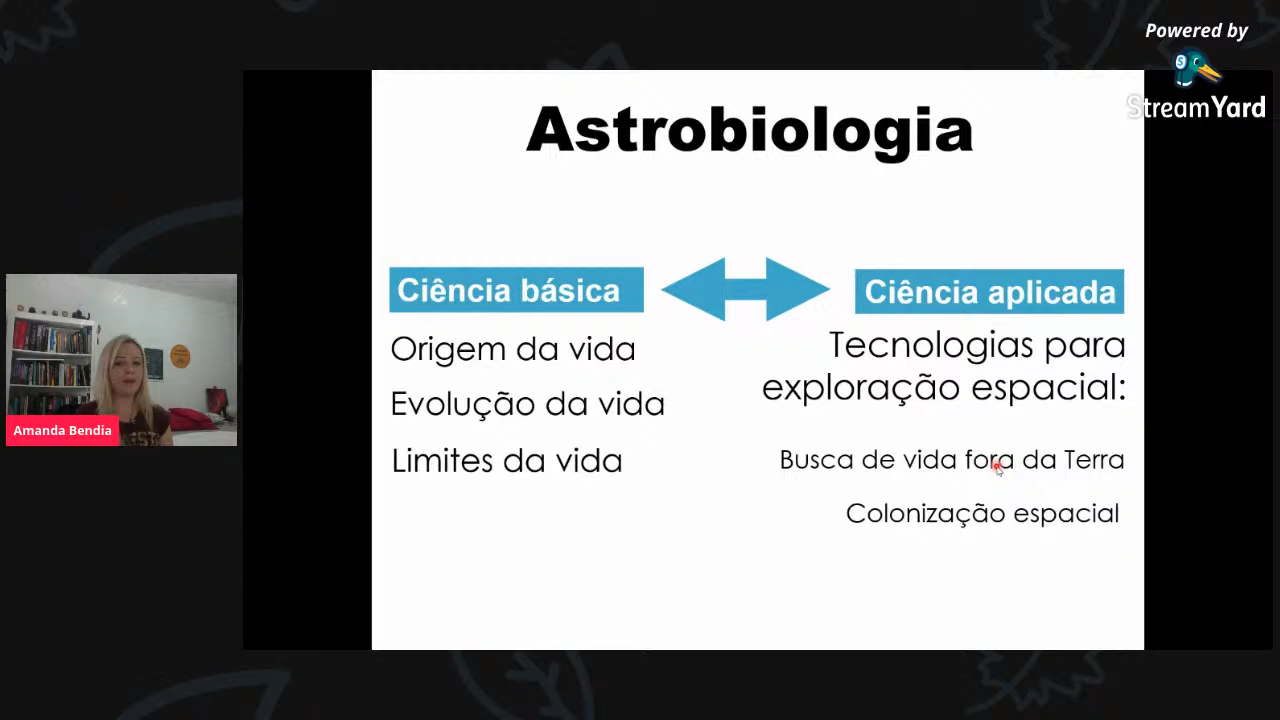 Powered by
StreamYard
Astrobiologia
Ciência básica
Origem da vida
Evolução da vida
Limites da vida
Ciência aplicada
Tecnologias para
exploração espacial:
Busca de vida fora da Terra
Colonização espacial
Amanda Bendia